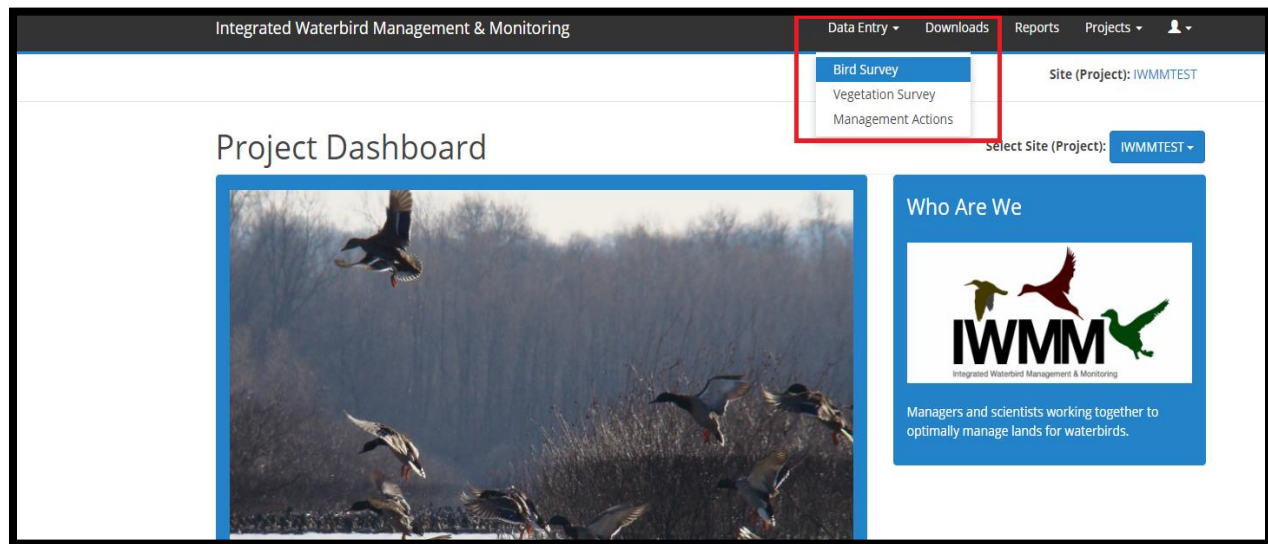 Integrated Waterbird Management & Monitoring
Data Entry Downloads Reports Projects
Bird Survey
Vegetation Survey
Management Actions
Site (Project): IWMMTEST
Project Dashboard
Select Site (Project): IWMMTEST
Who Are We
IWMM
Integrated Waterbird Management & Monitoring
Managers and scientists working together to
optimally manage lands for waterbirds.